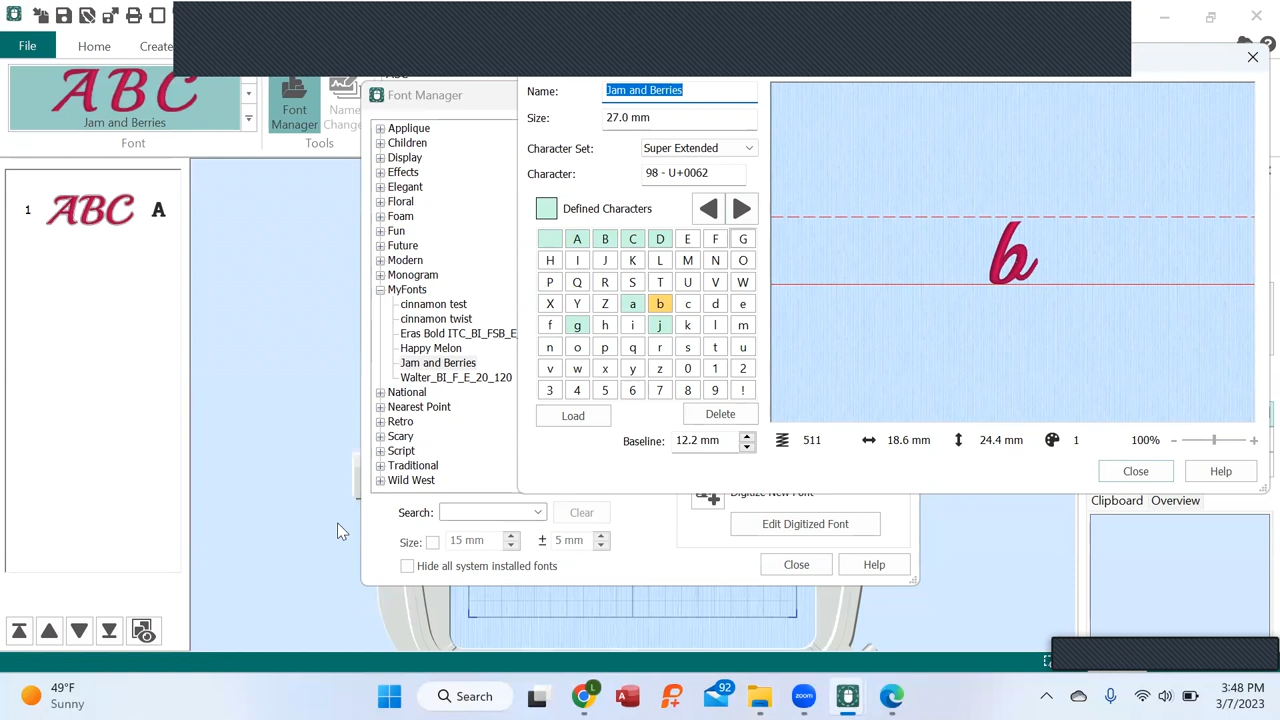 File
Home
Create
ABC
Jam and Berries
Font
Font
Manager
Name
Change
Tools
1
ABC
A
Font Manager
Applique
Children
Display
Effects
Elegant
Floral
Foam
Fun
Future
Modern
Monogram
MyFonts
cinnamon test
cinnamon twist
Eras Bold ITC_BI_FSB_E
Happy Melon
Jam and Berries
Walter_BI_F_E_20_120
National
Nearest Point
Retro
Scary
Script
Traditional
Wild West
Search:
Clear
Size:
15 mm
±
5 mm
Hide all system installed fonts
Digitize New Font
Edit Digitized Font
Close
Help
Name:
Jam and Berries
Size:
27.0 mm
Character Set:
Super Extended
Character:
98 - U+0062
Defined Characters
A B C D E F G
H I J K L M N O
P Q R S T U V W
X Y Z a b c d e
f g h i j k l m
n o p q r s t u
v w x y z 0 1 2
3 4 5 6 7 8 9 !
Load
Delete
Baseline:
12.2 mm
b
511
18.6 mm
24.4 mm
1
100%
Close
Help
Clipboard
Overview
49°F
Sunny
Search
L
92
zoom
3:48 PM
3/7/2023